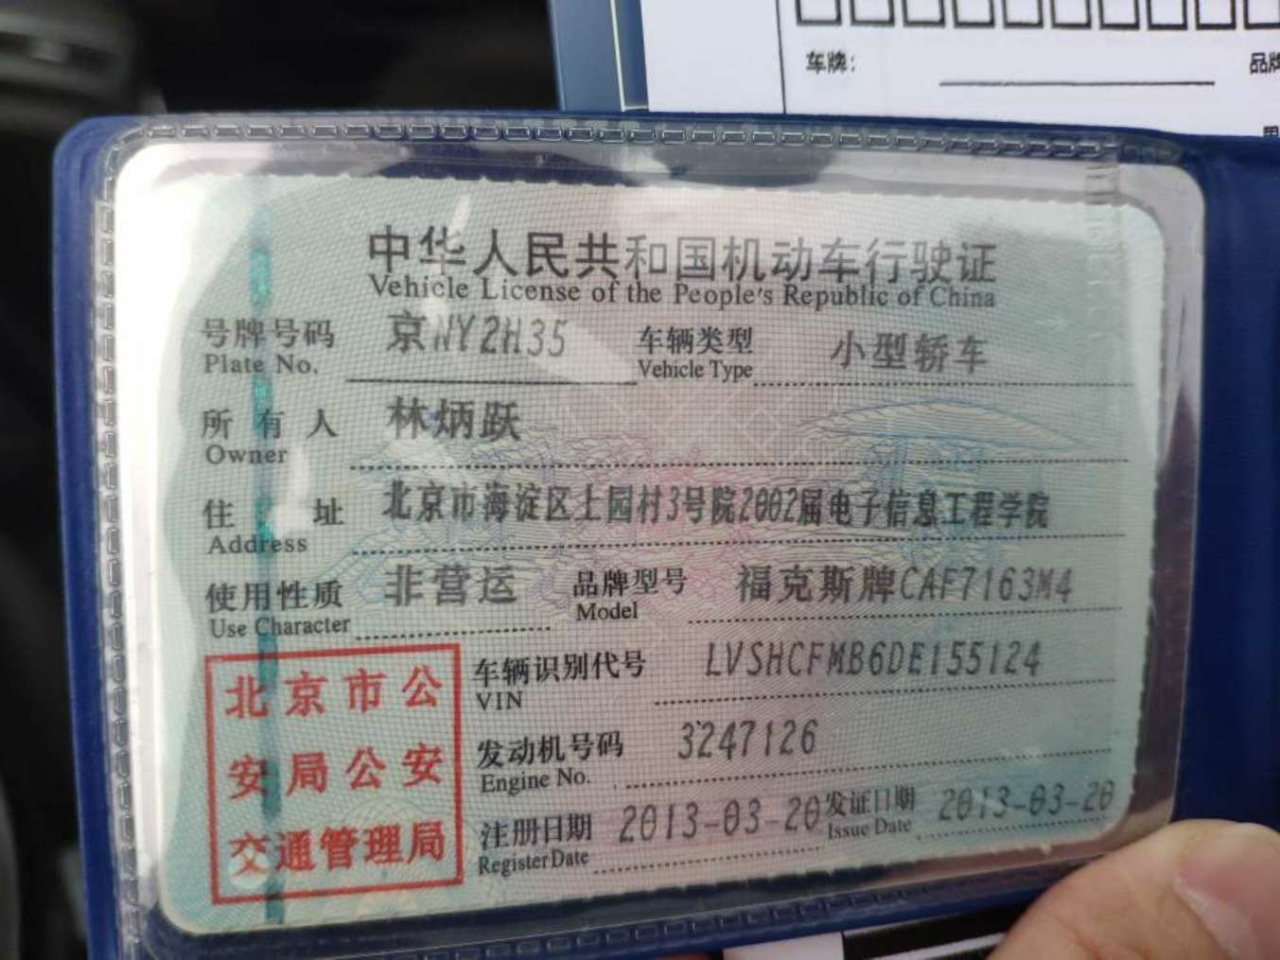 车牌：
品牌
中华人民共和国机动车行驶证
Vehicle License of the People's Republic of China
号牌号码 京NY2H35 车辆类型 小型轿车
Plate No. Vehicle Type
所有人 林炳跃
Owner
住址 北京市海淀区上园村3号院2002届电子信息工程学院
Address
使用性质 非营运 品牌型号 福克斯牌CAF7163M4
Use Character Model
北京市公
安局公安
交通管理局
车辆识别代号 LVSHCFMB6DE155124
VIN
发动机号码 3247126
Engine No.
注册日期 2013-03-20 发证日期 2013-03-20
Register Date Issue Date